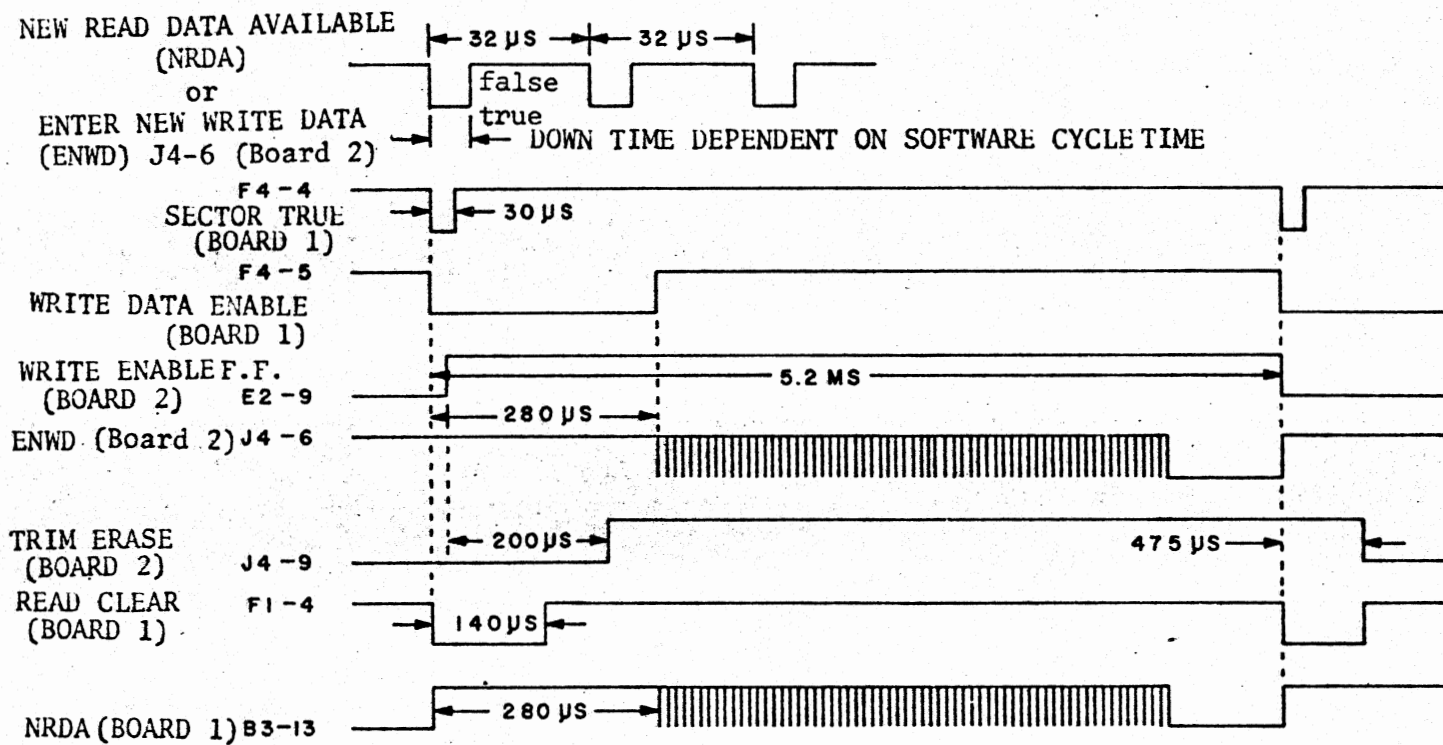 NEW READ DATA AVAILABLE
(NRDA)
or
ENTER NEW WRITE DATA
(ENWD) J4-6 (Board 2)
32 µS
32 µS
false
true
DOWN TIME DEPENDENT ON SOFTWARE CYCLE TIME
F4-4
SECTOR TRUE
(BOARD 1)
30 µS
F4-5
WRITE DATA ENABLE
(BOARD 1)
WRITE ENABLE F.F.
(BOARD 2) E2-9
5.2 MS
280 µS
ENWD (Board 2) J4-6
TRIM ERASE
(BOARD 2) J4-9
200 µS
475 µS
READ CLEAR F1-4
(BOARD 1)
140 µS
NRDA (BOARD 1) B3-13
280 µS